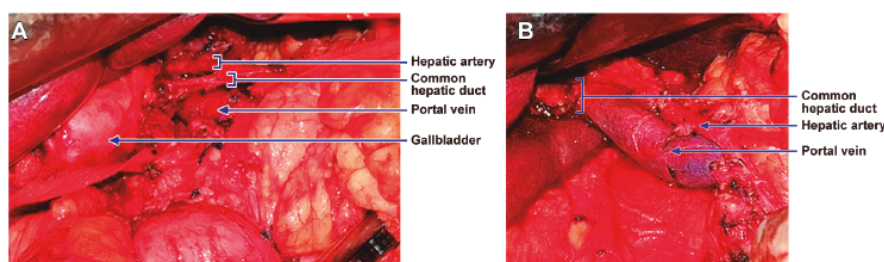 A
Hepatic artery
Common
hepatic duct
Portal vein
Gallbladder
B
Common
hepatic duct
Hepatic artery
Portal vein